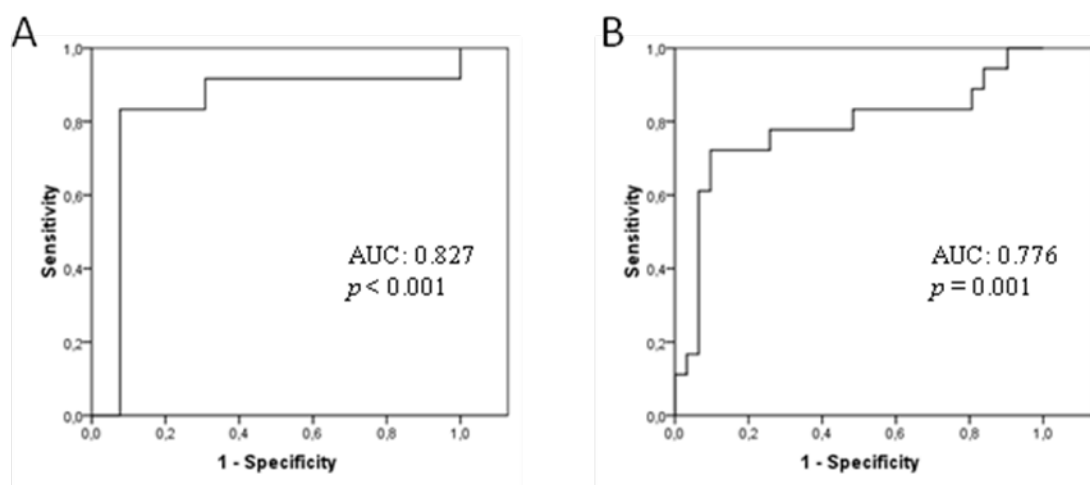 A
1,0
0,8
0,6
0,4
0,2
0,0
Sensitivity
0,0 0,2 0,4 0,6 0,8 1,0
1 - Specificity
AUC: 0.827
p < 0.001
B
1,0
0,8
0,6
0,4
0,2
0,0
Sensitivity
0,0 0,2 0,4 0,6 0,8 1,0
1 - Specificity
AUC: 0.776
p = 0.001